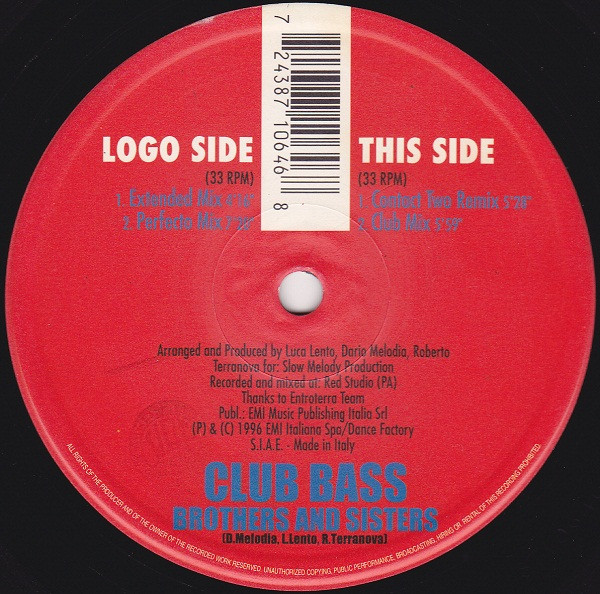 7 24387 10646 8
LOGO SIDE
(33 RPM)
1. Extended Mix 4'16"
2. Perfecto Mix 7'20"
THIS SIDE
(33 RPM)
1. Contact Two Remix 5'28"
2. Club Mix 5'59"
Arranged and Produced by Luca Lento, Dario Melodia, Roberto
Terranova for: Slow Melody Production
Recorded and mixed at: Red Studio (PA)
Thanks to Entroterra Team
Publ.: EMI Music Publishing Italia Srl
(P) & (C) 1996 EMI Italiana Spa/Dance Factory
S.I.A.E. - Made in Italy
CLUB BASS
BROTHERS AND SISTERS
(D.Melodia, L.Lento, R.Terranova)
ALL RIGHTS OF THE PRODUCER AND OF THE OWNER OF THE RECORDED WORK RESERVED. UNAUTHORIZED COPYING, PUBLIC PERFORMANCE, BROADCASTING, HIRING OR RENTAL OF THIS RECORDING PROHIBITED.